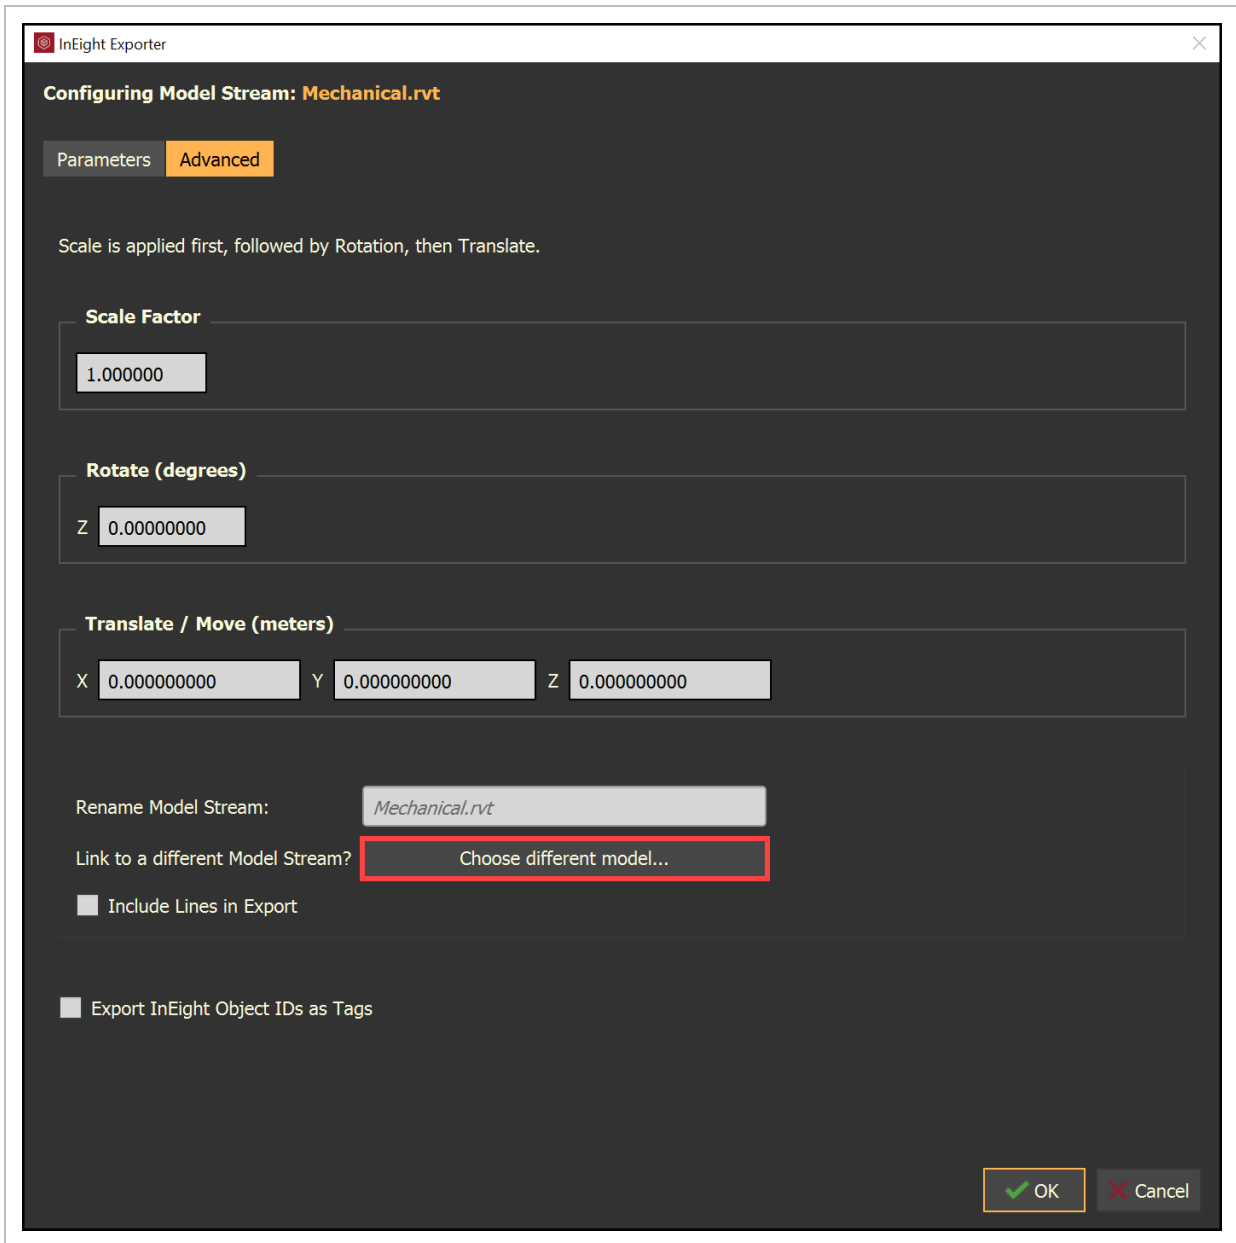 InEight Exporter
Configuring Model Stream: Mechanical.rvt
Parameters Advanced
Scale is applied first, followed by Rotation, then Translate.
Scale Factor
1.000000
Rotate (degrees)
Z 0.00000000
Translate / Move (meters)
X 0.000000000 Y 0.000000000 Z 0.000000000
Rename Model Stream: Mechanical.rvt
Link to a different Model Stream? Choose different model...
Include Lines in Export
Export InEight Object IDs as Tags
OK Cancel